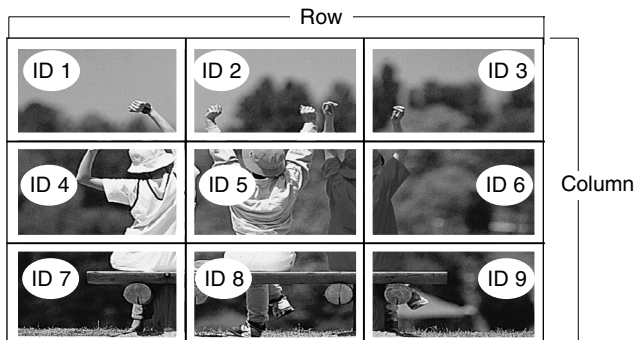 Row
ID 1
ID 2
ID 3
ID 4
ID 5
ID 6
Column
ID 7
ID 8
ID 9